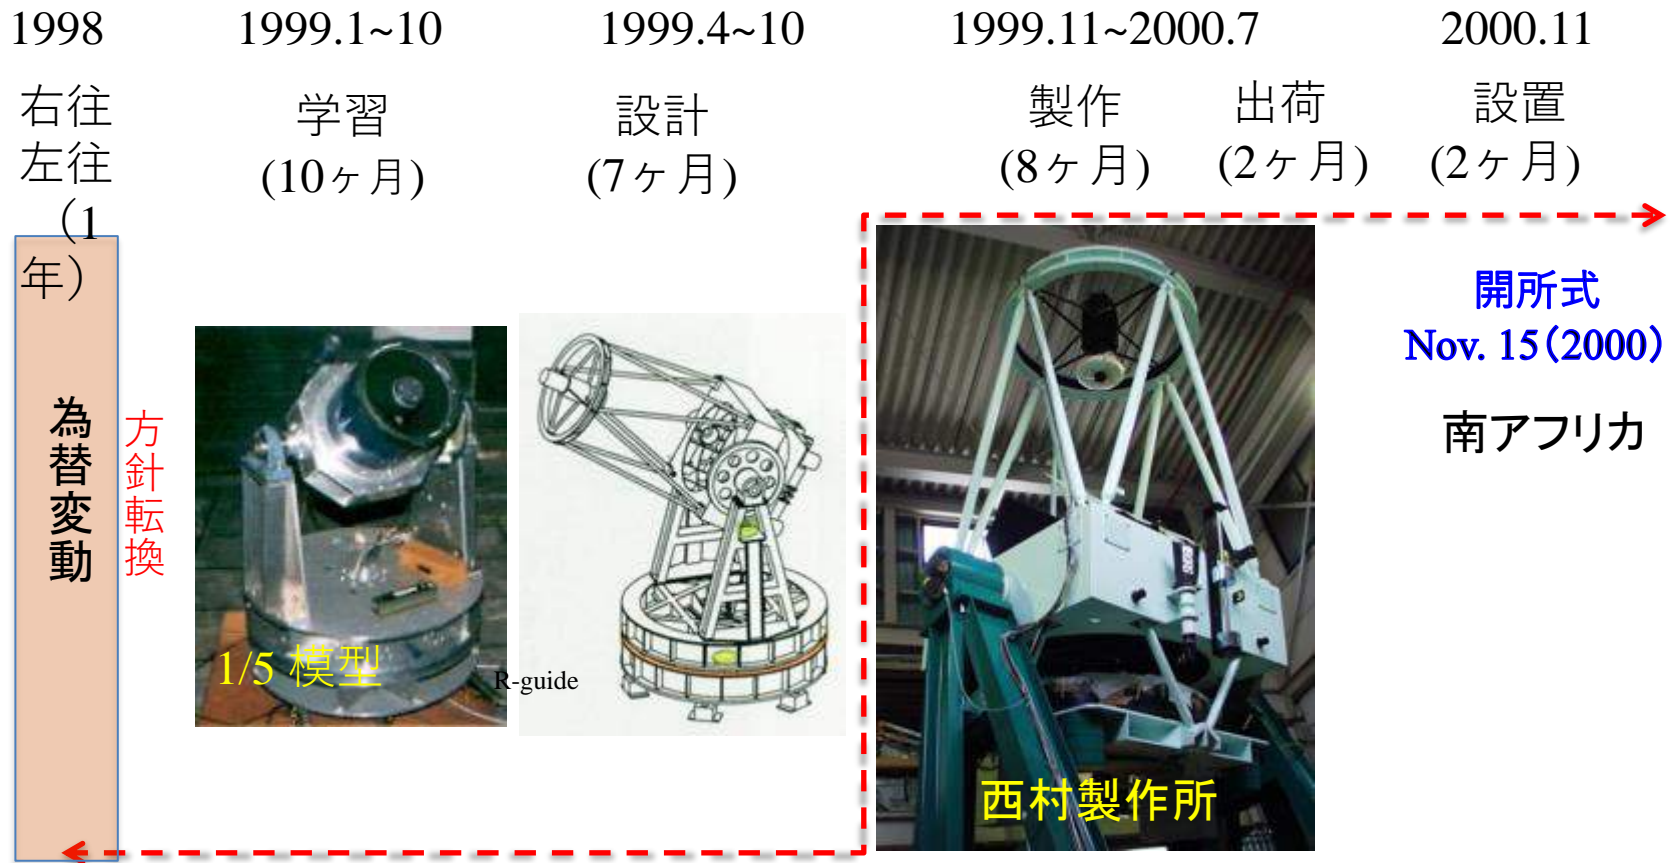 1998
1999.1~10
1999.4~10
1999.11~2000.7
2000.11
右往
左往
（1
年）
学習
(10ヶ月)
設計
(7ヶ月)
製作
(8ヶ月)
出荷
(2ヶ月)
設置
(2ヶ月)
為替変動
方針転換
1/5 模型
R-guide
西村製作所
開所式
Nov. 15（2000）
南アフリカ